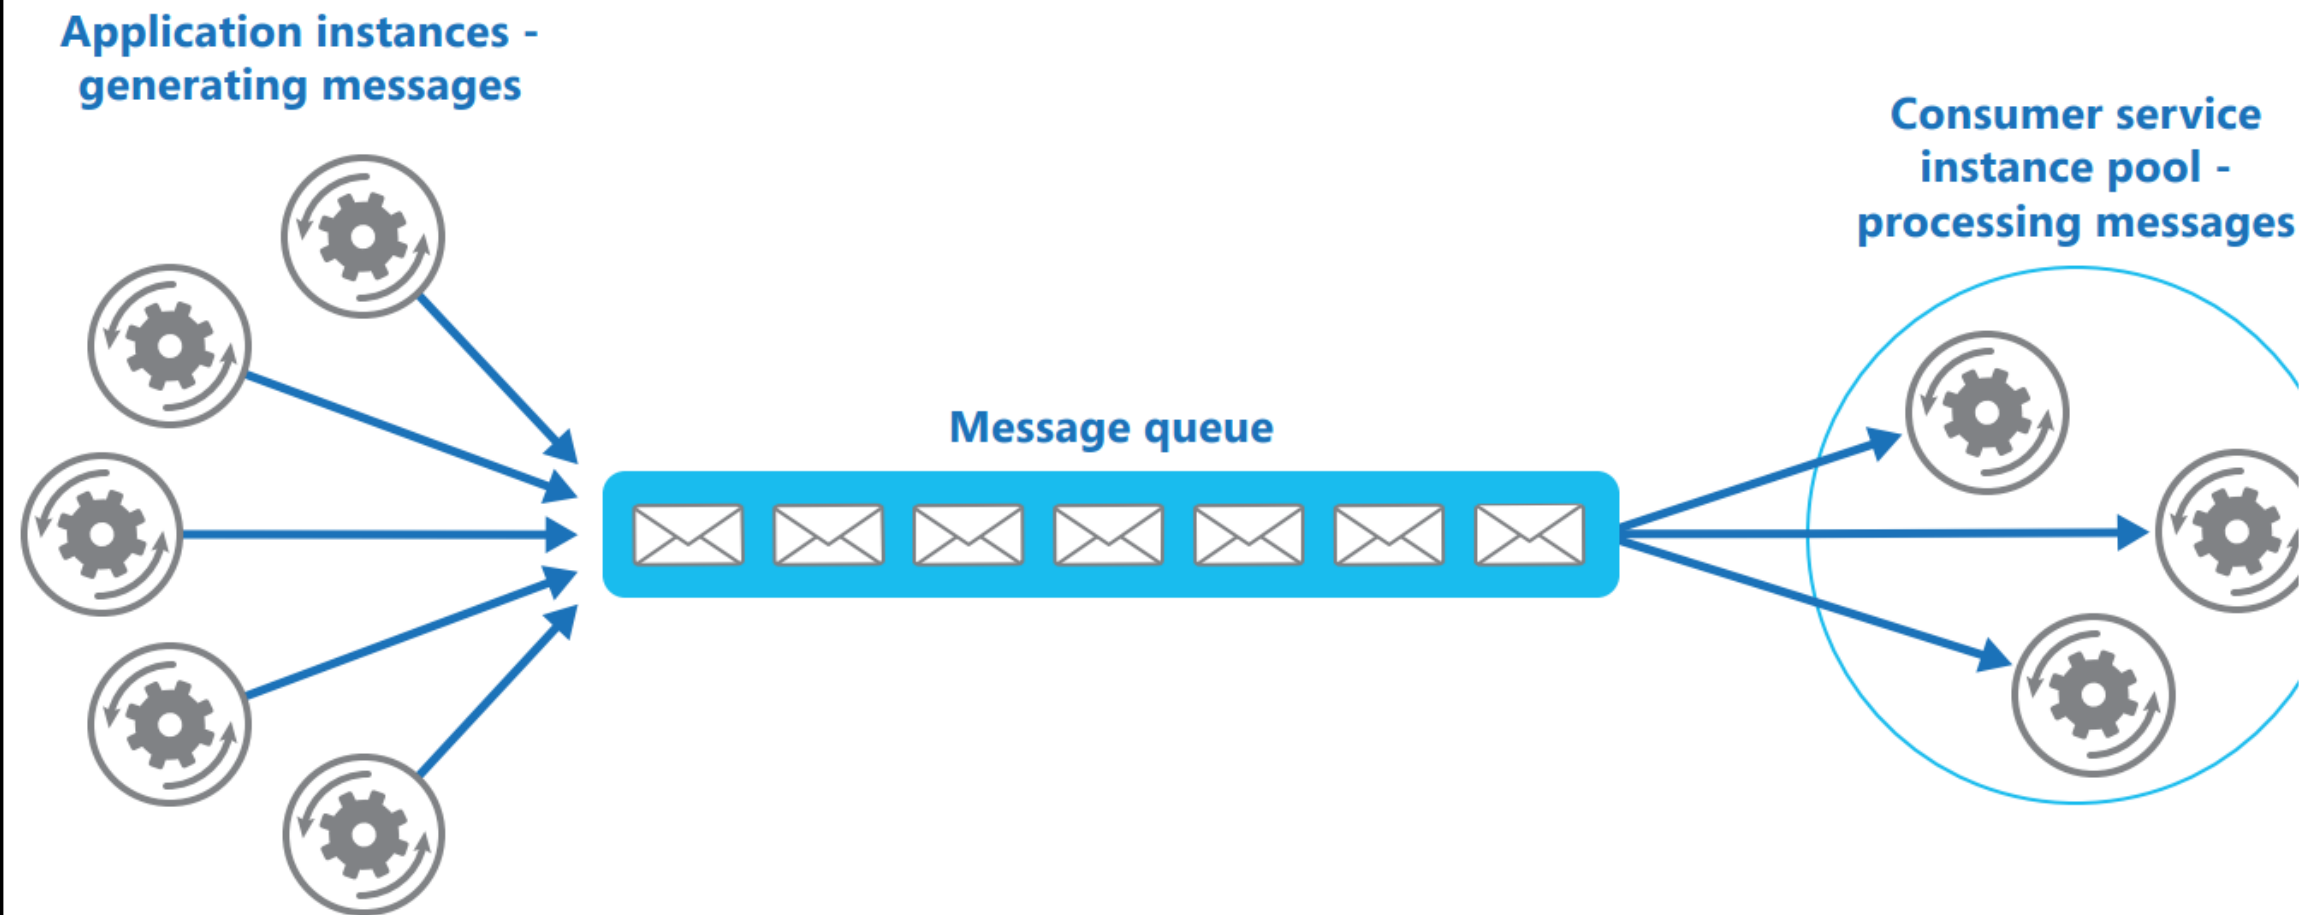 Application instances -
generating messages
Consumer service
instance pool -
processing messages
Message queue